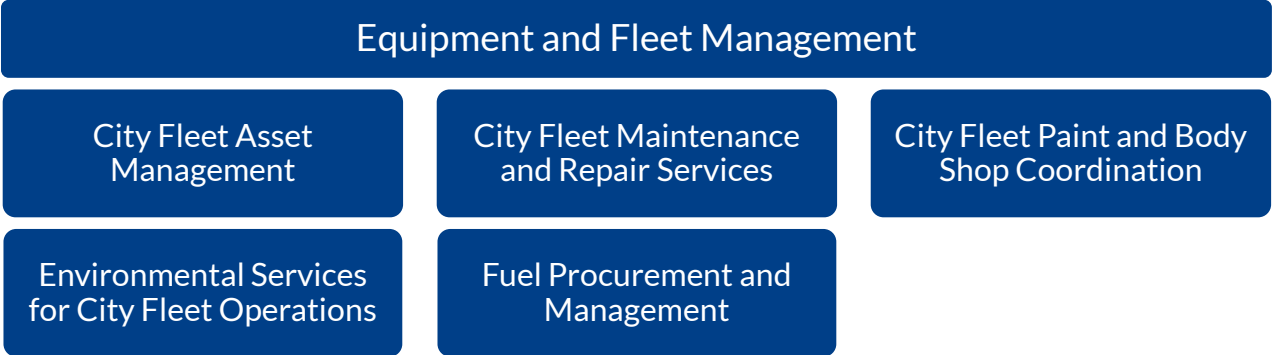 Equipment and Fleet Management
City Fleet Asset
Management
City Fleet Maintenance
and Repair Services
City Fleet Paint and Body
Shop Coordination
Environmental Services
for City Fleet Operations
Fuel Procurement and
Management